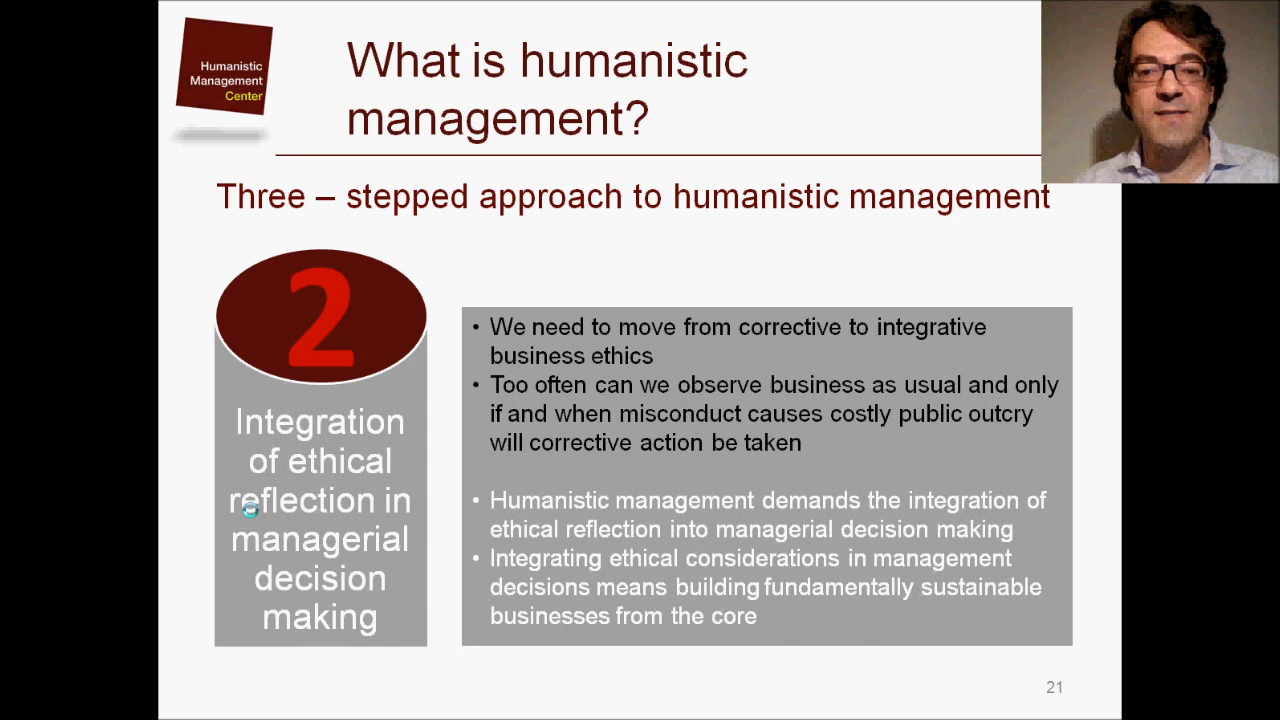 Humanistic
Management
Center
What is humanistic
management?
Three – stepped approach to humanistic management
2
Integration
of ethical
reflection in
managerial
decision
making
• We need to move from corrective to integrative
business ethics
• Too often can we observe business as usual and only
if and when misconduct causes costly public outcry
will corrective action be taken
• Humanistic management demands the integration of
ethical reflection into managerial decision making
• Integrating ethical considerations in management
decisions means building fundamentally sustainable
businesses from the core
21